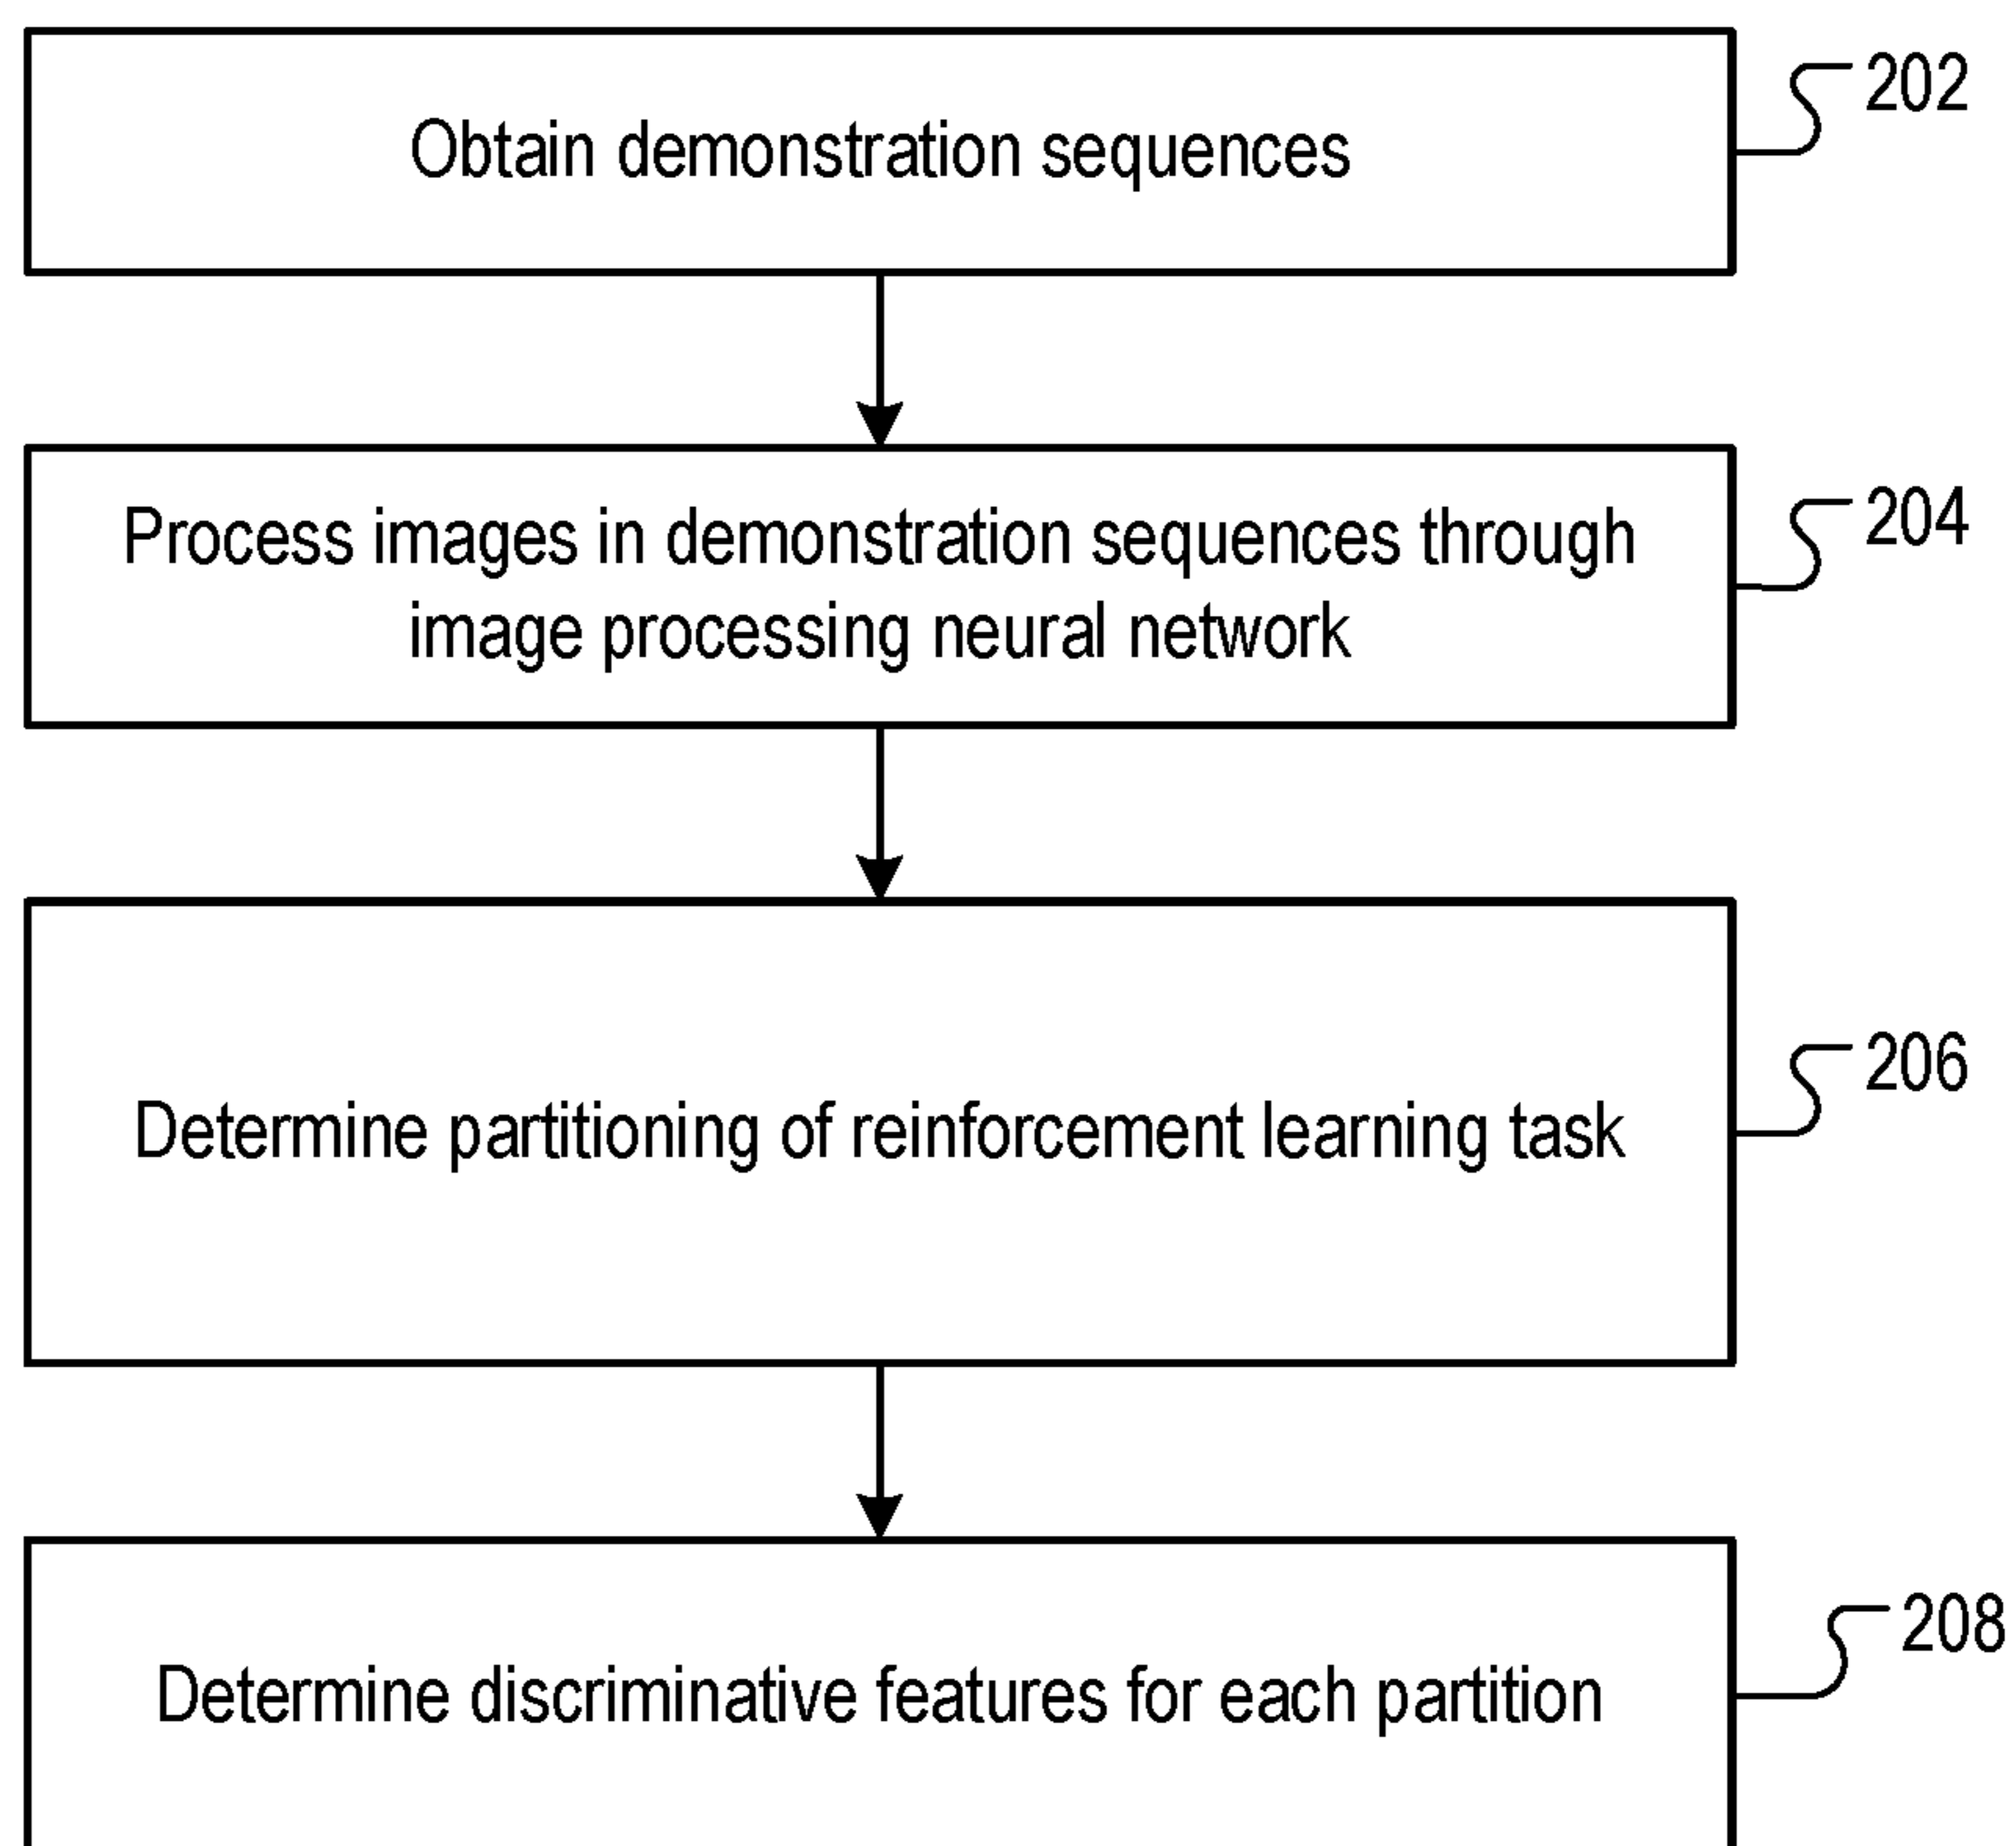 Obtain demonstration sequences
202
Process images in demonstration sequences through
image processing neural network
204
Determine partitioning of reinforcement learning task
206
Determine discriminative features for each partition
208